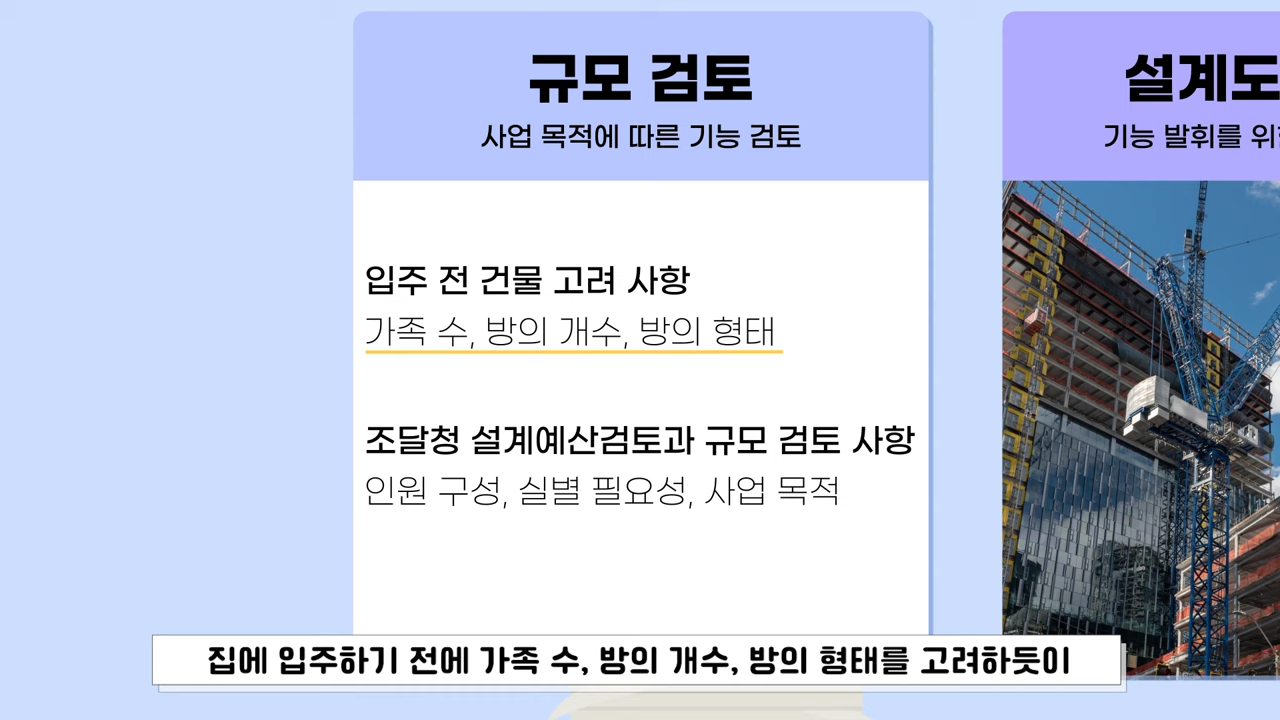 규모 검토
사업 목적에 따른 기능 검토
입주 전 건물 고려 사항
가족 수, 방의 개수, 방의 형태
조달청 설계예산검토과 규모 검토 사항
인원 구성, 실별 필요성, 사업 목적
설계도
기능 발휘를
집에 입주하기 전에 가족 수, 방의 개수, 방의 형태를 고려하듯이